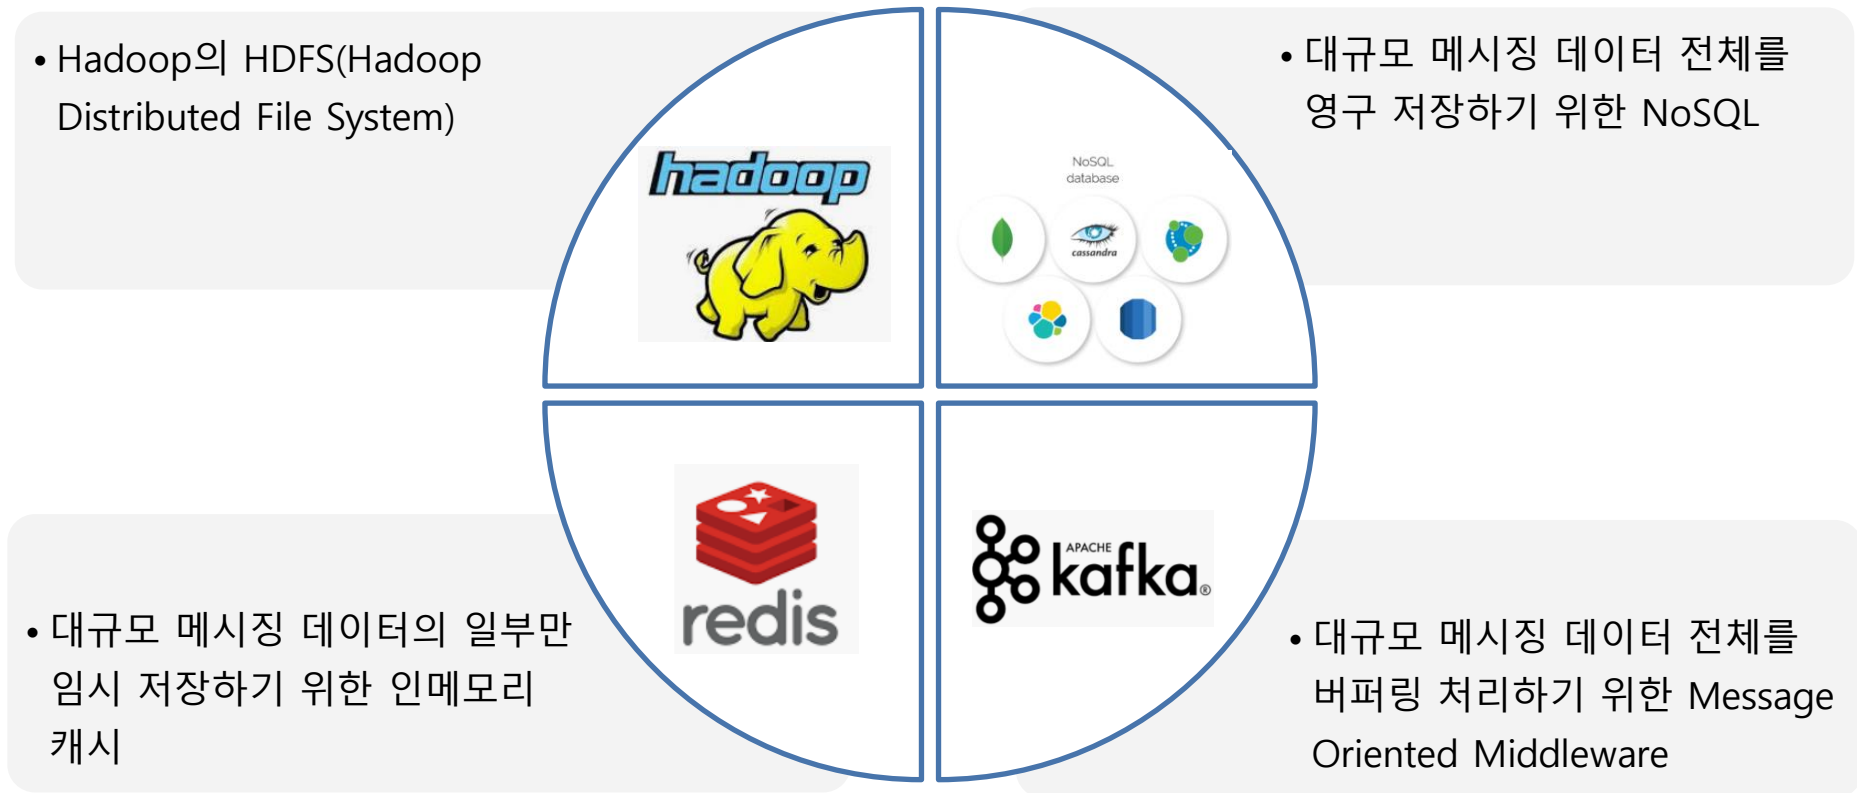 • Hadoop의 HDFS(Hadoop
Distributed File System)
• 대규모 메시징 데이터 전체를
영구 저장하기 위한 NoSQL
hadoop
NoSQL
database
cassandra
redis
APACHE
kafka®
• 대규모 메시징 데이터의 일부만
임시 저장하기 위한 인메모리
캐시
• 대규모 메시징 데이터 전체를
버퍼링 처리하기 위한 Message
Oriented Middleware